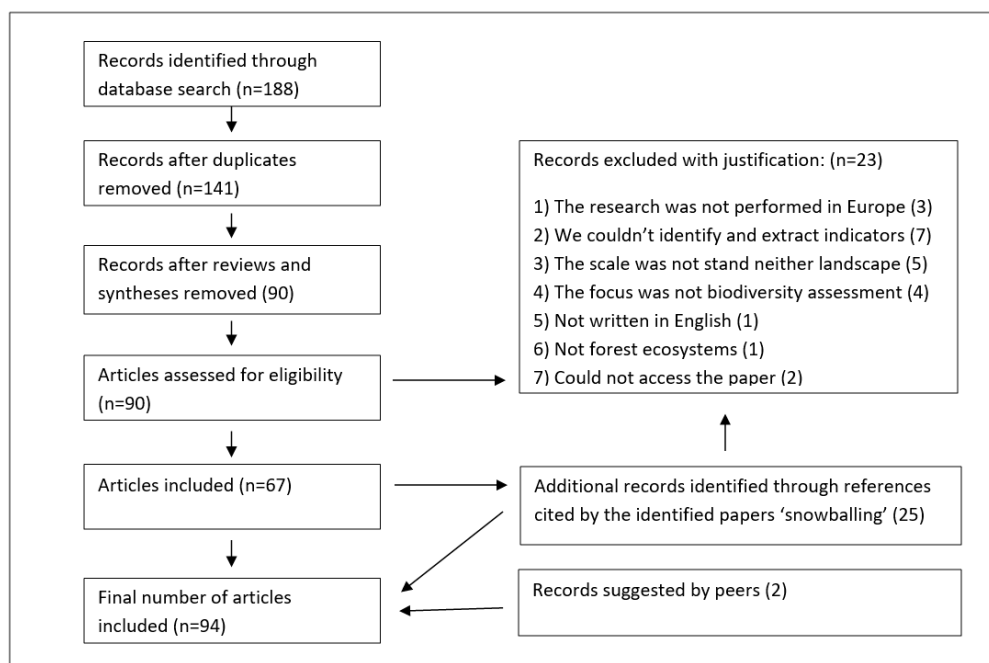 Records identified through
database search (n=188)
Records after duplicates
removed (n=141)
Records after reviews and
syntheses removed (90)
Articles assessed for eligibility
(n=90)
Articles included (n=67)
Final number of articles
included (n=94)
Records excluded with justification: (n=23)
1) The research was not performed in Europe (3)
2) We couldn’t identify and extract indicators (7)
3) The scale was not stand neither landscape (5)
4) The focus was not biodiversity assessment (4)
5) Not written in English (1)
6) Not forest ecosystems (1)
7) Could not access the paper (2)
Additional records identified through references
cited by the identified papers ‘snowballing’ (25)
Records suggested by peers (2)